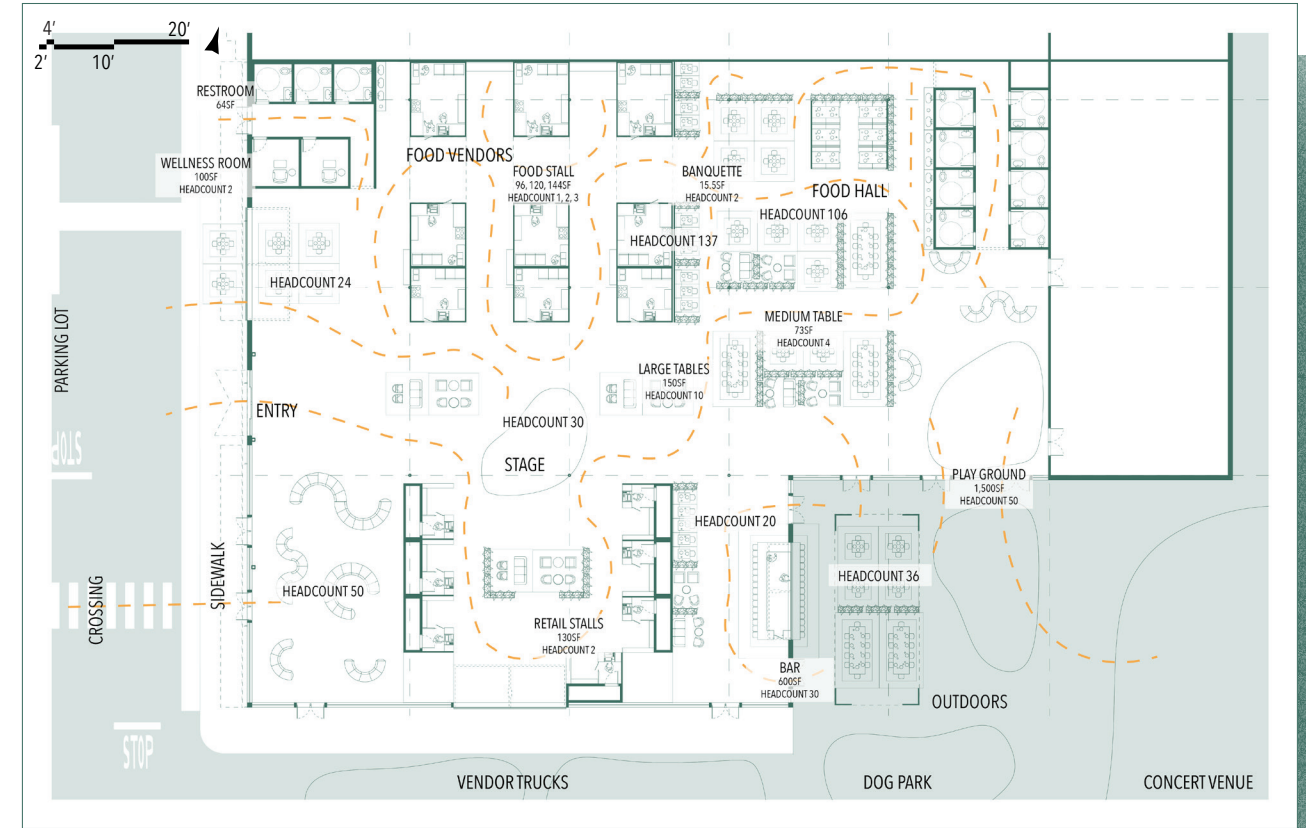 4’
20’
2’
10’
RESTROOM
64SF
WELLNESS ROOM
100SF
HEADCOUNT 2
FOOD VENDORS
FOOD STALL
96, 120, 144SF
HEADCOUNT 1, 2, 3
BANQUETTE
15.5SF
HEADCOUNT 2
FOOD HALL
HEADCOUNT 106
HEADCOUNT 137
HEADCOUNT 24
PARKING LOT
MEDIUM TABLE
73SF
HEADCOUNT 4
LARGE TABLES
150SF
HEADCOUNT 10
ENTRY
HEADCOUNT 30
STAGE
STOP
PLAY GROUND
1,500SF
HEADCOUNT 50
HEADCOUNT 20
SIDEWALK
CROSSING
HEADCOUNT 50
HEADCOUNT 36
RETAIL STALLS
130SF
HEADCOUNT 2
BAR
600SF
HEADCOUNT 30
OUTDOORS
STOP
VENDOR TRUCKS
DOG PARK
CONCERT VENUE